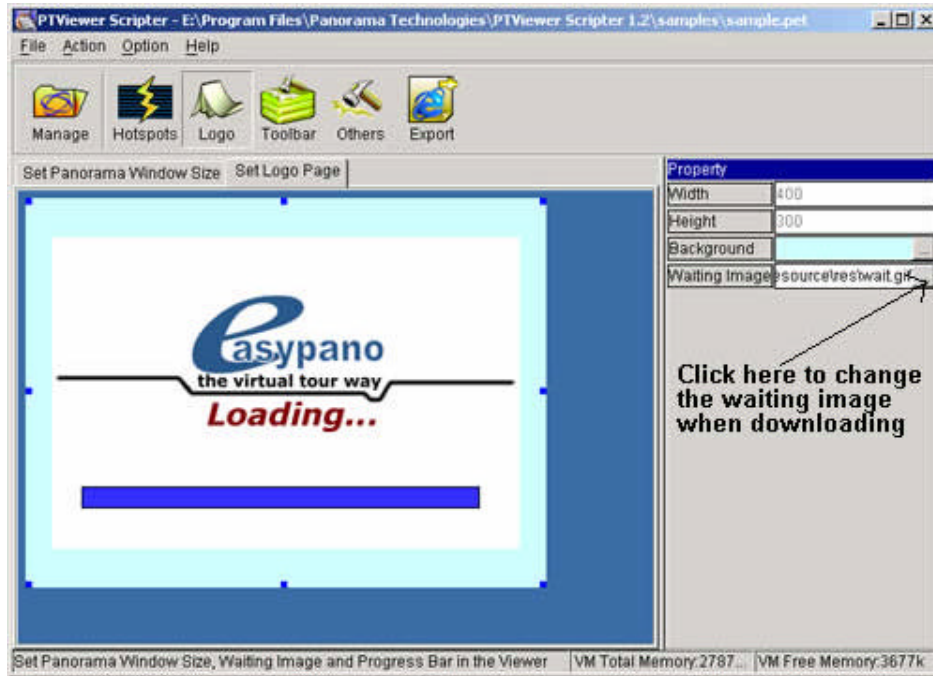 PTViewer Scripter - E:\Program Files\Panorama Technologies\PTViewer Scripter 1.2\samples\sample.pet
File Action Option Help
Manage Hotspots Logo Toolbar Others Export
Set Panorama Window Size Set Logo Page
Property
Width 400
Height 300
Background ...
Waiting Image esource\res\wait.gif
easypano
the virtual tour way
Loading...
Click here to change
the waiting image
when downloading
Set Panorama Window Size, Waiting Image and Progress Bar in the Viewer VM Total Memory:2787... VM Free Memory:3677k